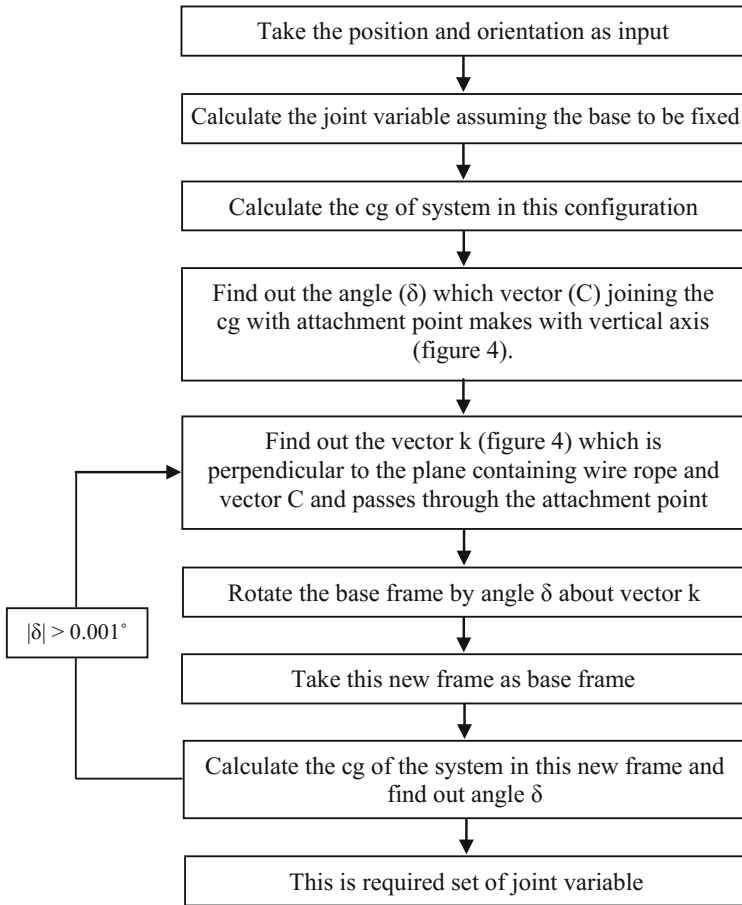 Take the position and orientation as input
Calculate the joint variable assuming the base to be fixed
Calculate the cg of system in this configuration
Find out the angle (δ) which vector (C) joining the
cg with attachment point makes with vertical axis
(figure 4).
Find out the vector k (figure 4) which is
perpendicular to the plane containing wire rope and
vector C and passes through the attachment point
Rotate the base frame by angle δ about vector k
|δ| > 0.001˚
Take this new frame as base frame
Calculate the cg of the system in this new frame and
find out angle δ
This is required set of joint variable